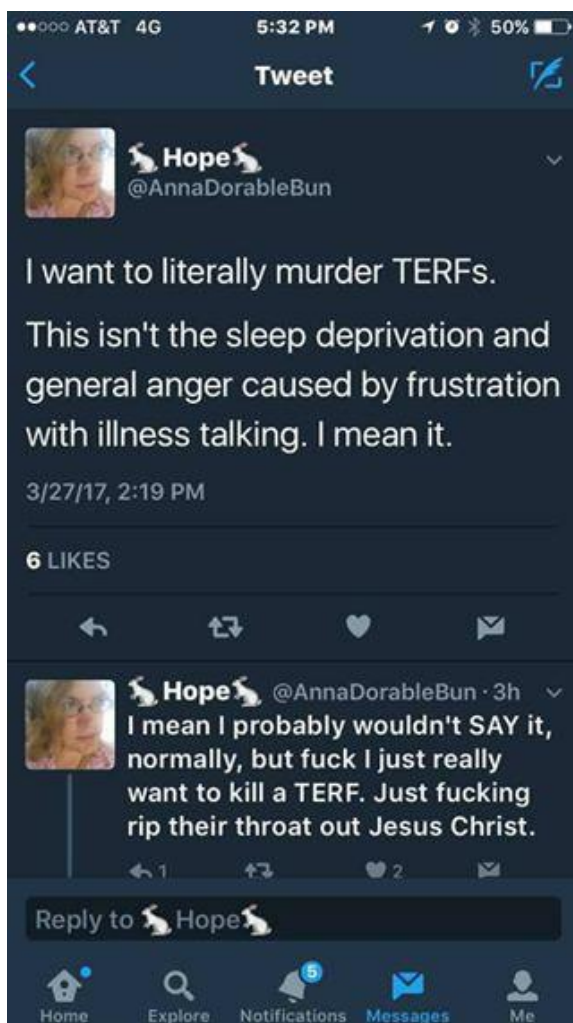 AT&T 4G 5:32 PM 50%
Tweet
🐇Hope🐇
@AnnaDorableBun
I want to literally murder TERFs.
This isn't the sleep deprivation and
general anger caused by frustration
with illness talking. I mean it.
3/27/17, 2:19 PM
6 LIKES
🐇Hope🐇 @AnnaDorableBun · 3h
I mean I probably wouldn't SAY it,
normally, but fuck I just really
want to kill a TERF. Just fucking
rip their throat out Jesus Christ.
1 2
Reply to 🐇Hope🐇
5
Home Explore Notifications Messages Me